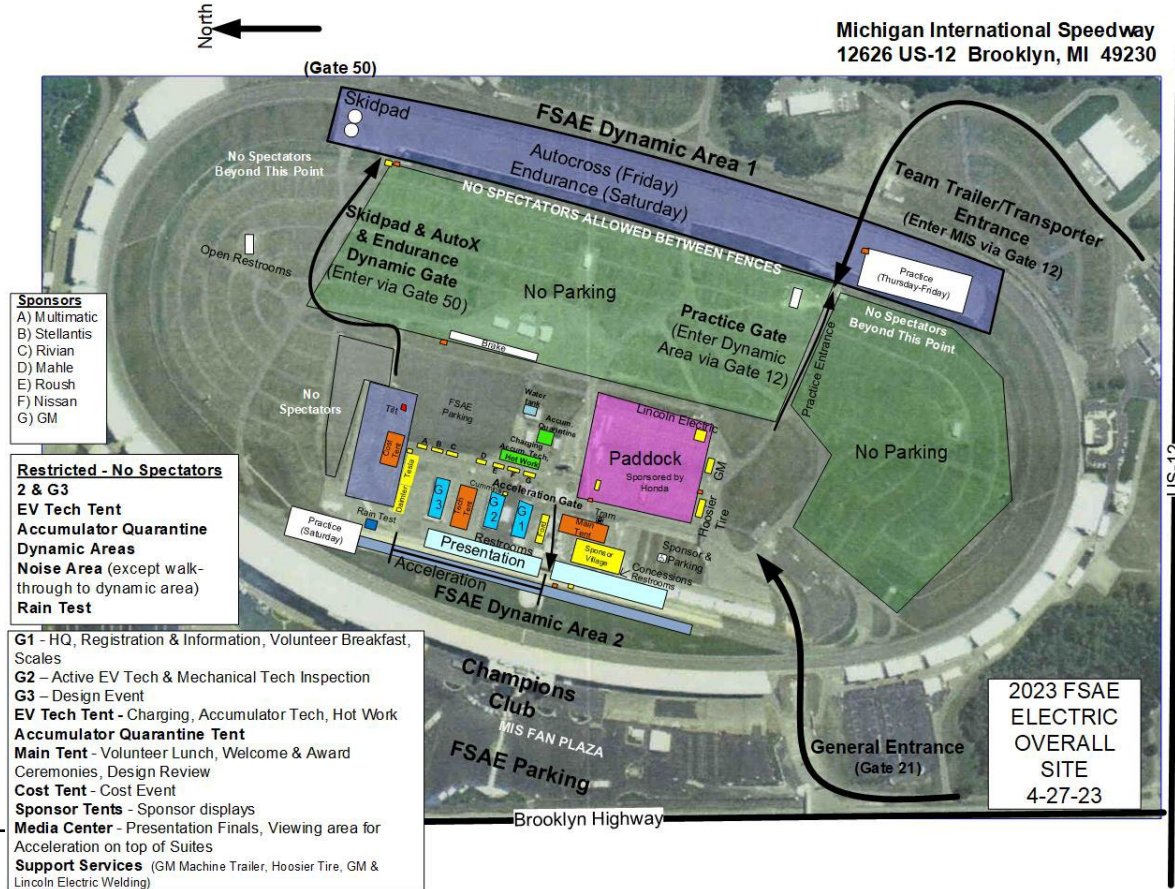 North
Michigan International Speedway
12626 US-12 Brooklyn, MI 49230
(Gate 50)
Skidpad
FSAE Dynamic Area 1
Autocross (Friday)
Endurance (Saturday)
No Spectators
Beyond This Point
NO SPECTATORS ALLOWED BETWEEN FENCES
Team Trailer/Transporter
Entrance
(Enter MIS via Gate 12)
Skidpad & AutoX
& Endurance
Dynamic Gate
(Enter via Gate 50)
Open Restrooms
Practice
(Thursday-Friday)
No Parking
Practice Gate
(Enter Dynamic
Area via Gate 12)
Practice Entrance
No Spectators
Beyond This Point
Sponsors
A) Multimatic
B) Stellantis
C) Rivian
D) Mahle
E) Roush
F) Nissan
G) GM
Brake
No
Spectators
Tilt
FSAE
Parking
Water
tank
Accum.
Quarantine
Charging
Accum. Tech,
Hot Work
Lincoln Electric
Paddock
Sponsored by
Honda
GM
Hoosier
Tire
No Parking
US-12
Cost
Tent
A
B
C
D
E
F
G
Daimler
Tesla
G3
Tech
Tent
Cummins
G2
G1
Ford
Acceleration Gate
Main
Tent
Tram
Sponsor
Village
Sponsor &
Parking
Concessions
Restrooms
Rain Test
Practice
(Saturday)
Restrooms
Presentation
Acceleration
FSAE Dynamic Area 2
Restricted - No Spectators
2 & G3
EV Tech Tent
Accumulator Quarantine
Dynamic Areas
Noise Area (except walk-
through to dynamic area)
Rain Test
G1 - HQ, Registration & Information, Volunteer Breakfast,
Scales
G2 – Active EV Tech & Mechanical Tech Inspection
G3 – Design Event
EV Tech Tent - Charging, Accumulator Tech, Hot Work
Accumulator Quarantine Tent
Main Tent - Volunteer Lunch, Welcome & Award
Ceremonies, Design Review
Cost Tent - Cost Event
Sponsor Tents - Sponsor displays
Media Center - Presentation Finals, Viewing area for
Acceleration on top of Suites
Support Services (GM Machine Trailer, Hoosier Tire, GM &
Lincoln Electric Welding)
Champions
Club
MIS FAN PLAZA
FSAE Parking
General Entrance
(Gate 21)
Brooklyn Highway
2023 FSAE
ELECTRIC
OVERALL
SITE
4-27-23